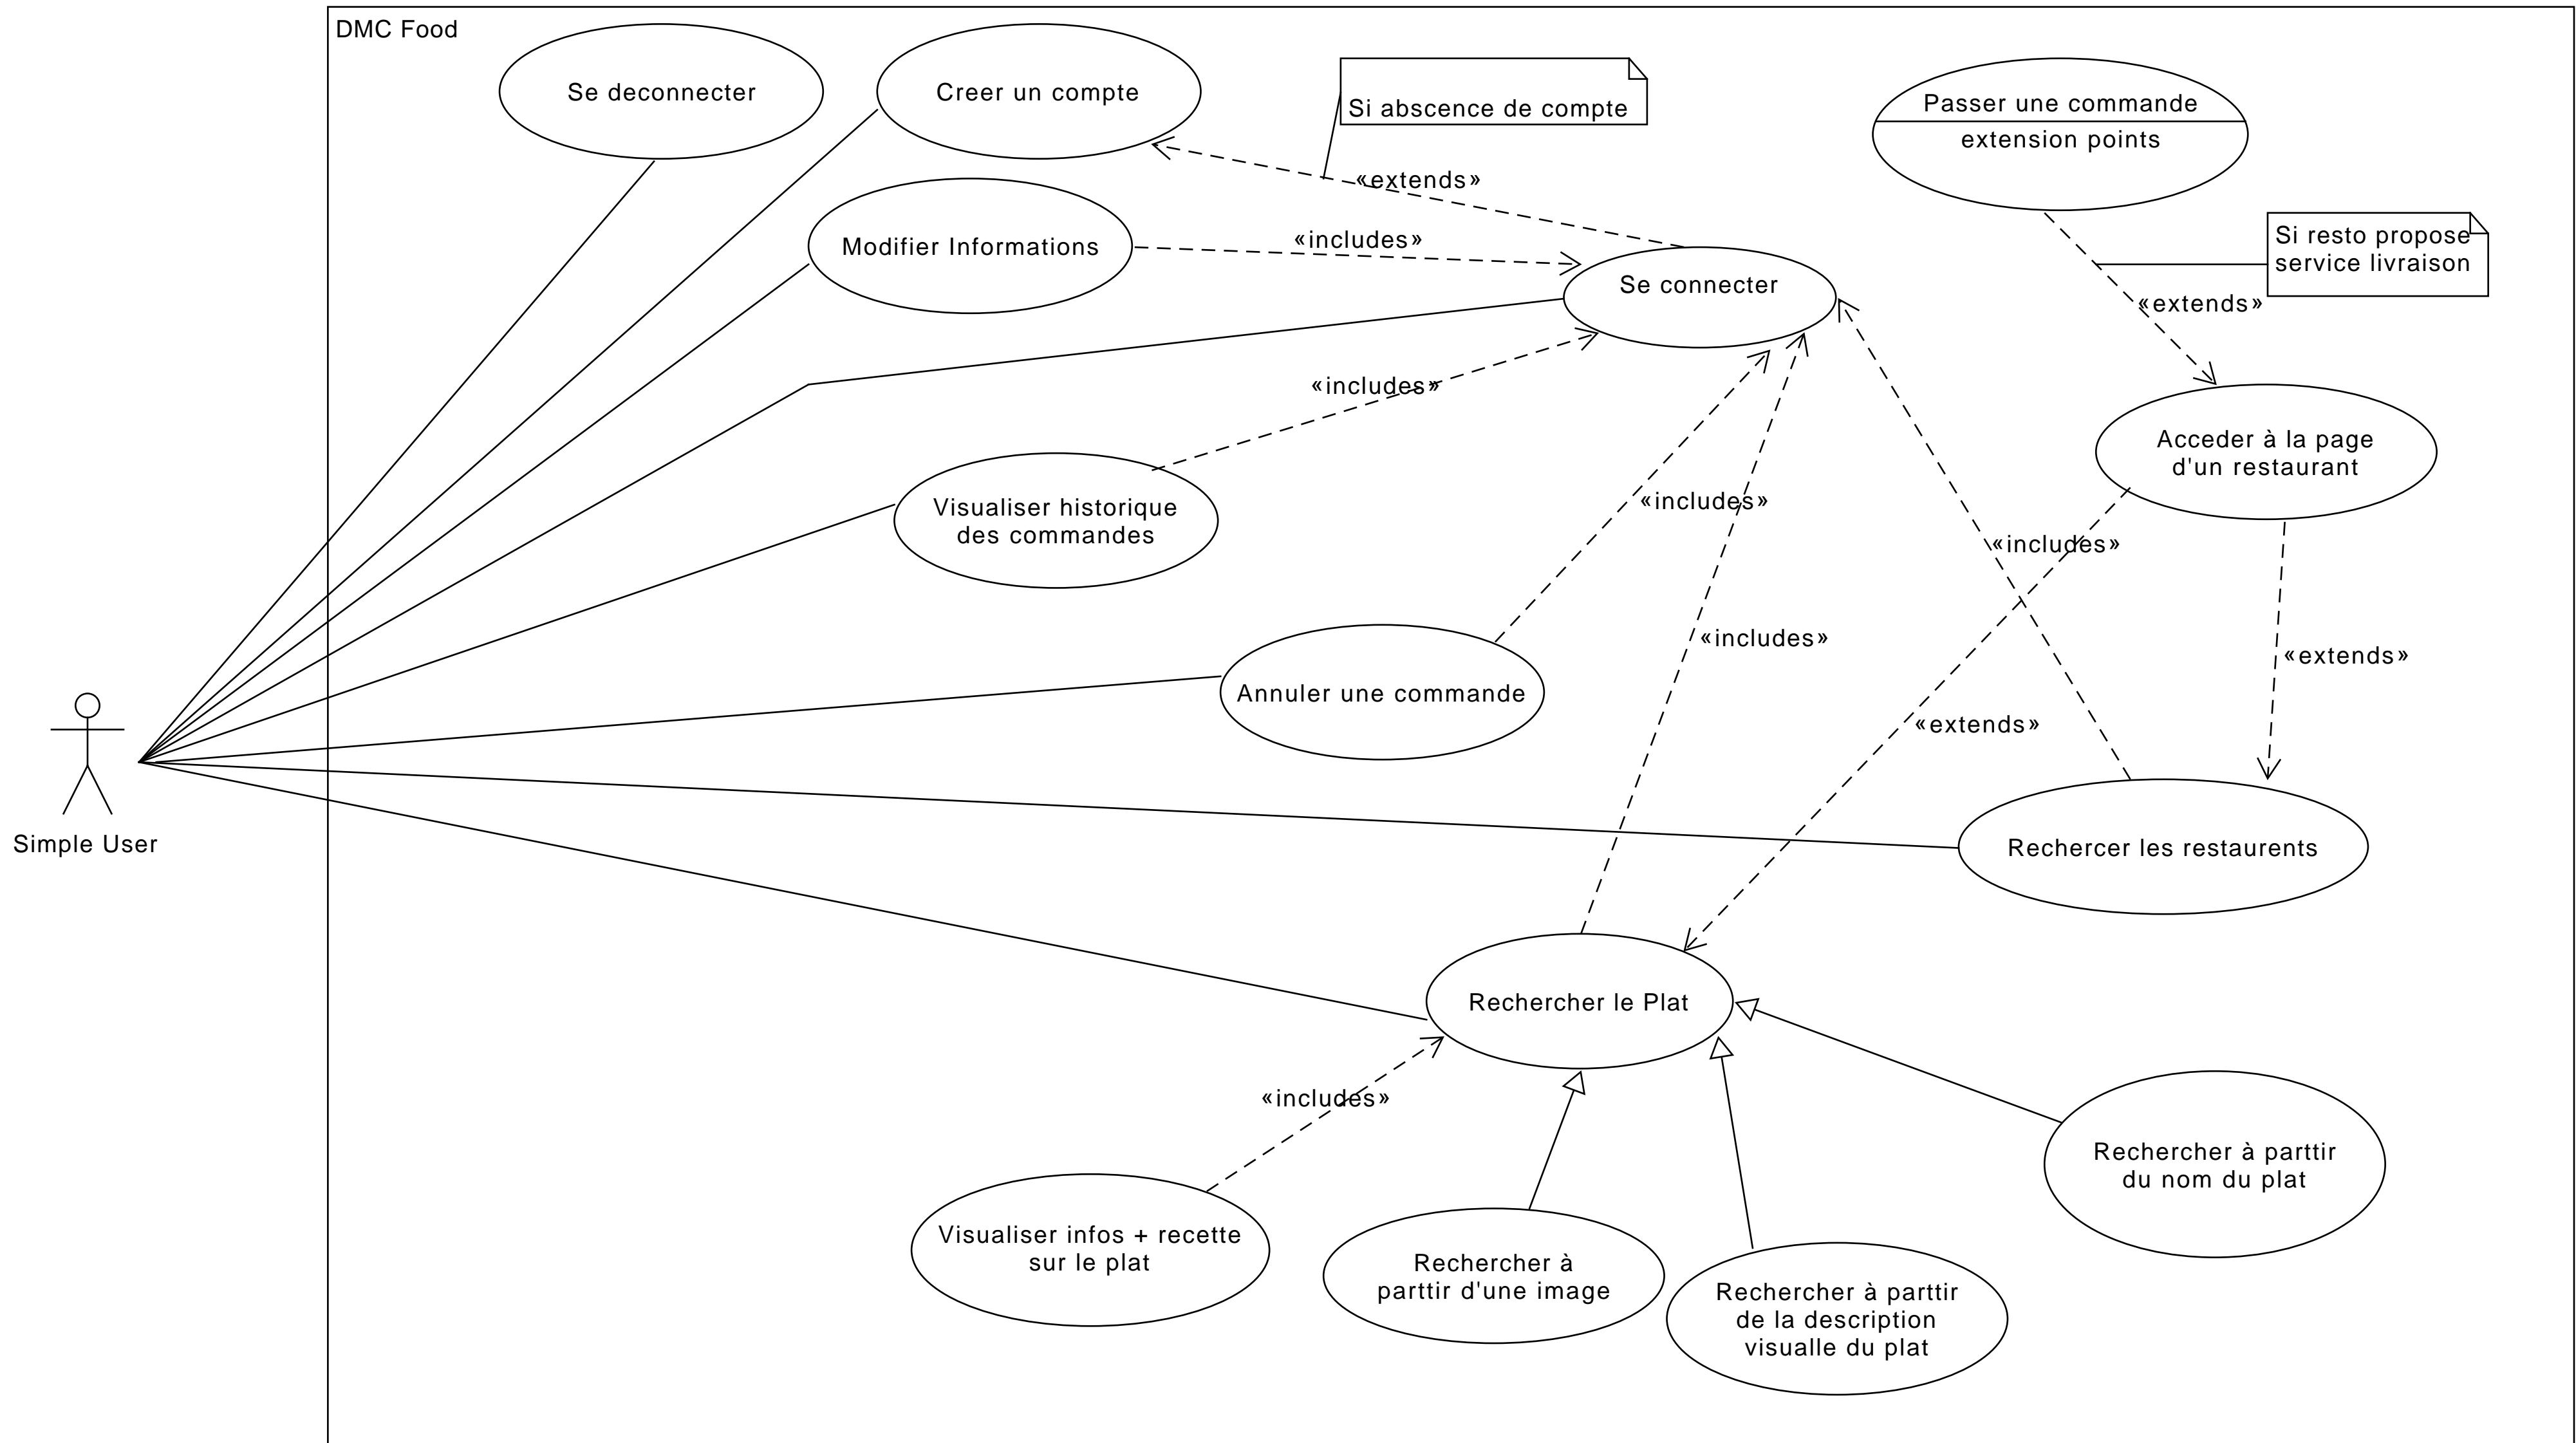 DMC Food
Se deconnecter
Creer un compte
Si abscence de compte
Passer une commande
extension points
«extends»
Modifier Informations
«includes»
Si resto propose
service livraison
Se connecter
«extends»
«includes»
Acceder à la page
d'un restaurant
Visualiser historique
des commandes
«includes»
«includes»
«includes»
«extends»
Annuler une commande
«extends»
Simple User
Rechercer les restaurents
Rechercher le Plat
«includes»
Rechercher à parttir
du nom du plat
Visualiser infos + recette
sur le plat
Rechercher à
parttir d'une image
Rechercher à parttir
de la description
visualle du plat